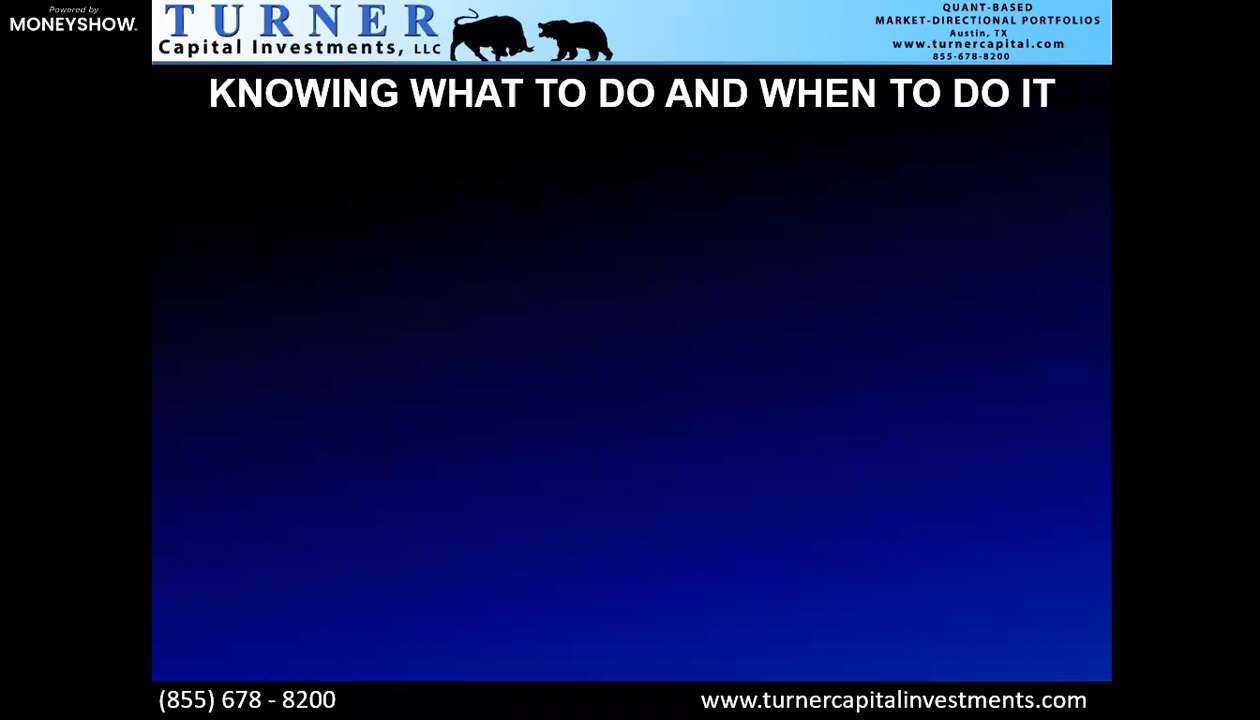 Powered by
MONEYSHOW.
TURNER
Capital Investments, LLC
QUANT-BASED
MARKET-DIRECTIONAL PORTFOLIOS
Austin, TX
www.turnercapital.com
855-678-8200
KNOWING WHAT TO DO AND WHEN TO DO IT
(855) 678 - 8200
www.turnercapitalinvestments.com